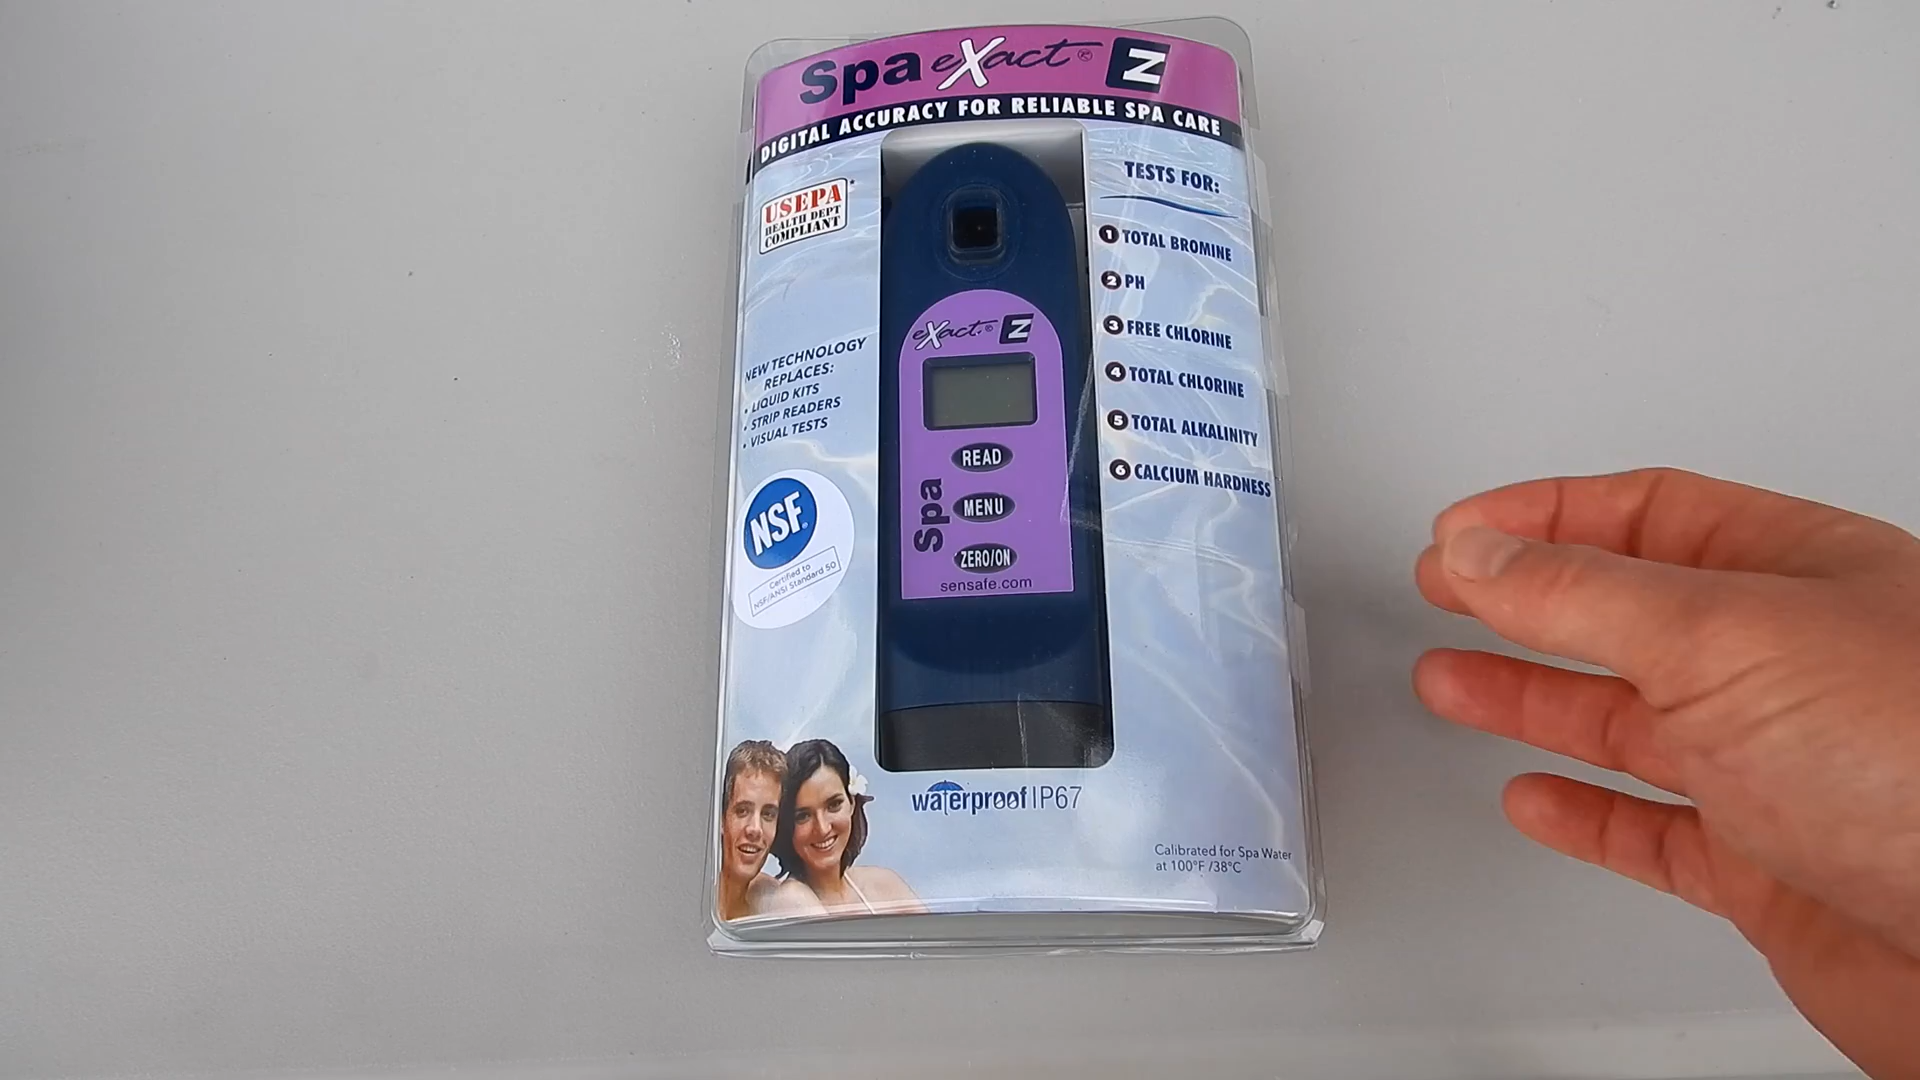 Spa eXact® Z
DIGITAL ACCURACY FOR RELIABLE SPA CARE
USEPA
HEALTH DEPT
COMPLIANT
NEW TECHNOLOGY
REPLACES:
• LIQUID KITS
• STRIP READERS
• VISUAL TESTS
NSF®
Certified to
NSF/ANSI Standard 50
eXact® Z
READ
MENU
ZERO/ON
Spa
sensafe.com
TESTS FOR:
1 TOTAL BROMINE
2 PH
3 FREE CHLORINE
4 TOTAL CHLORINE
5 TOTAL ALKALINITY
6 CALCIUM HARDNESS
waterproof IP67
Calibrated for Spa Water
at 100°F /38°C